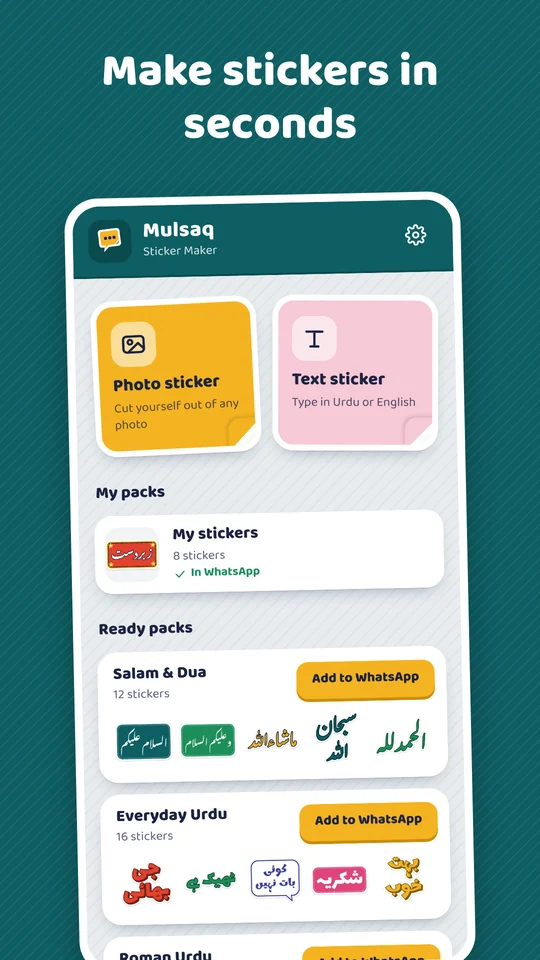 Make stickers in
seconds
Mulsaq
Sticker Maker
Photo sticker
Cut yourself out of any
photo
Text sticker
Type in Urdu or English
My packs
زبردست
My stickers
8 stickers
In WhatsApp
Ready packs
Salam & Dua
12 stickers
Add to WhatsApp
السلام علیکم
وعلیکم السلام
ماشاءاللہ
سبحان
اللہ
الحمدللہ
Everyday Urdu
16 stickers
Add to WhatsApp
جی
بھائی
ٹھیک ہے
کوئی
بات نہیں
شکریہ
بہت
خوب
Roman Urdu
Add to WhatsApp